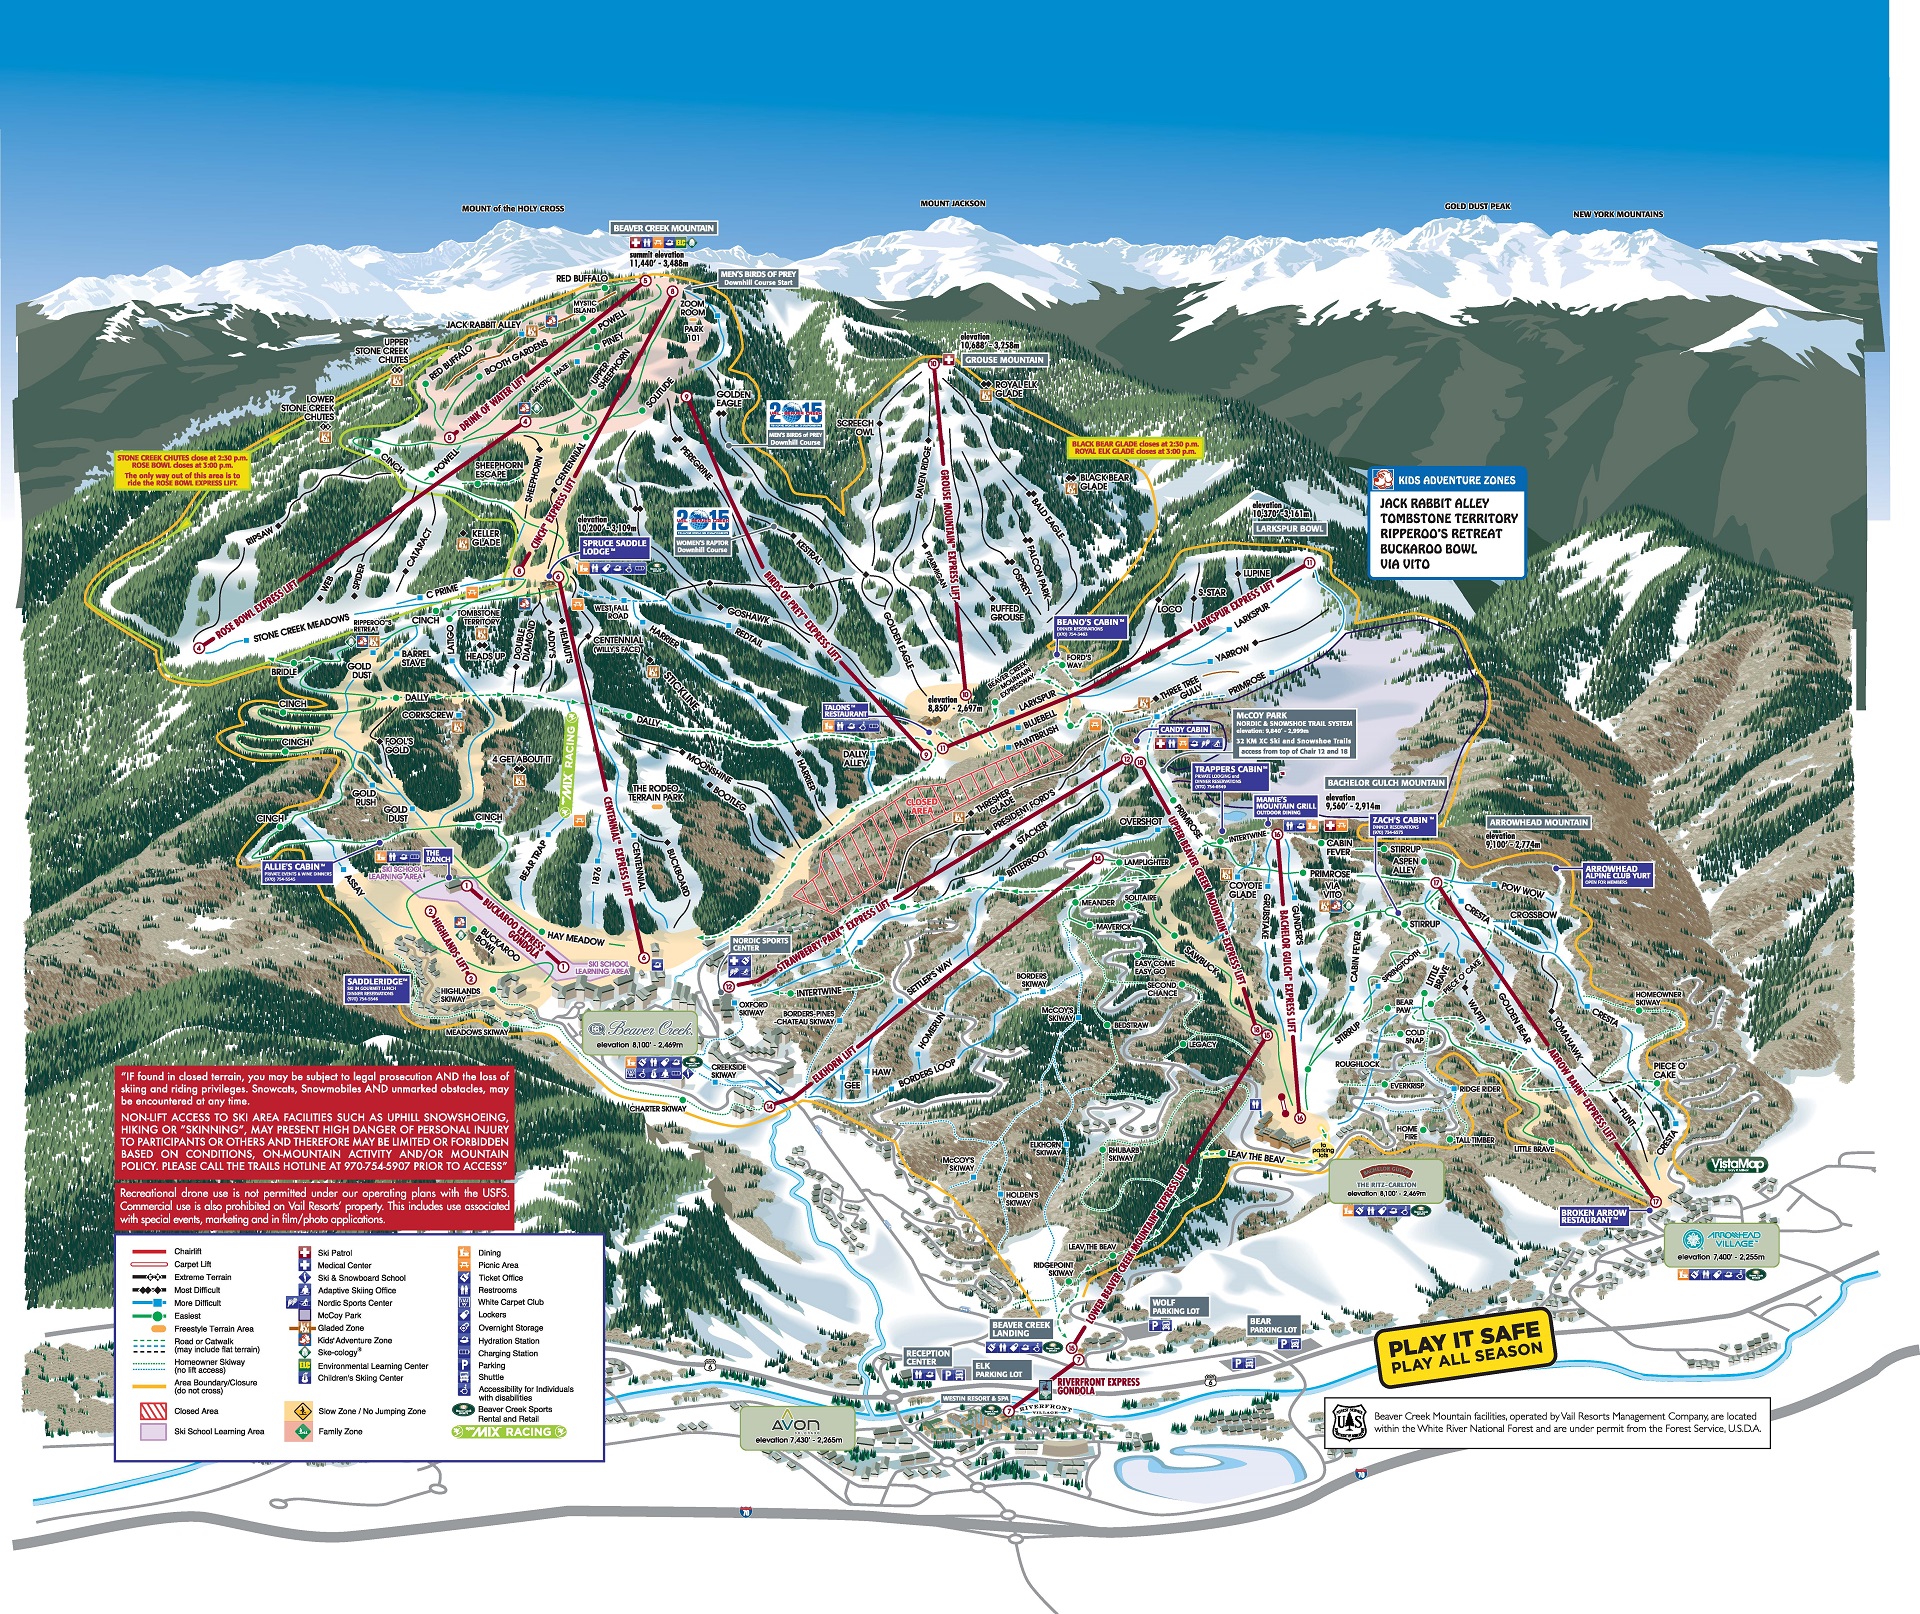 MOUNT of the HOLY CROSS
MOUNT JACKSON
GOLD DUST PEAK
NEW YORK MOUNTAINS
BEAVER CREEK MOUNTAIN
summit elevation
11,440' - 3,488m
RED BUFFALO
MEN'S BIRDS OF PREY
Downhill Course Start
MYSTIC
ISLAND
ZOOM
ROOM
PARK
101
JACK RABBIT ALLEY
POWELL
PINEY
UPPER
STONE CREEK
CHUTES
RED BUFFALO
BOOTH GARDENS
MYSTIC MAZE
UPPER
SHEEPHORN
DRINK OF WATER LIFT
SOLITUDE
GOLDEN
EAGLE
LOWER
STONE CREEK
CHUTES
2015
MEN'S BIRDS of PREY
Downhill Course
elevation
10,688' - 3,258m
GROUSE MOUNTAIN
ROYAL ELK
GLADE
SCREECH
OWL
BLACK BEAR GLADE closes at 2:30 p.m.
ROYAL ELK GLADE closes at 3:00 p.m.
STONE CREEK CHUTES close at 2:30 p.m.
ROSE BOWL closes at 3:00 p.m.
The only way out of this area is to
ride the ROSE BOWL EXPRESS LIFT.
CINCH
POWELL
SHEEPHORN
ESCAPE
SHEEPHORN
CENTENNIAL
CINCH EXPRESS LIFT
PEREGRINE
RAVEN RIDGE
GROUSE MOUNTAIN EXPRESS LIFT
BALD EAGLE
BLACK BEAR
GLADE
KIDS ADVENTURE ZONES
JACK RABBIT ALLEY
TOMBSTONE TERRITORY
RIPPEROO'S RETREAT
BUCKAROO BOWL
VIA VITO
RIPSAW
CATARACT
KELLER
GLADE
elevation
10,200' - 3,109m
SPRUCE SADDLE
LODGE™
2015
WOMEN'S RAPTOR
Downhill Course
KESTRAL
PTARMIGAN
FALCON PARK
OSPREY
elevation
10,370' - 3,161m
LARKSPUR BOWL
ROSE BOWL EXPRESS LIFT
WEB
SPIDER
C PRIME
STONE CREEK MEADOWS
RIPPEROO'S
RETREAT
CINCH
TOMBSTONE
TERRITORY
LATIGO
HEADS UP
DOUBLE
DIAMOND
ADDY'S
HELMUT'S
WEST FALL
ROAD
CENTENNIAL
(WILLY'S FACE)
HARRIER
GOSHAWK
REDTAIL
BIRDS OF PREY EXPRESS LIFT
GOLDEN EAGLE
RUFFED
GROUSE
BEANO'S CABIN™
DINNER RESERVATIONS
(970) 754-3463
FORD'S
WAY
LUPINE
S. STAR
LOCO
LARKSPUR EXPRESS LIFT
LARKSPUR
YARROW
PRIMROSE
BARREL
STAVE
GOLD
DUST
BRIDLE
CINCH
DALLY
CORKSCREW
CINCH
FOOL'S
GOLD
4 GET ABOUT IT
NASTAR MIX RACING
STICKLINE
DALLY
MOONSHINE
BOOTLEG
HARRIER
THE RODEO
TERRAIN PARK
TALONS™
RESTAURANT
DALLY
ALLEY
elevation
8,850' - 2,697m
BEAVER CREEK
MOUNTAIN
EXPRESSWAY
LARKSPUR
BLUEBELL
PAINTBRUSH
THREE TREE
GULLY
CANDY CABIN
McCOY PARK
NORDIC & SNOWSHOE TRAIL SYSTEM
elevation: 9,840' - 2,999m
32 KM XC Ski and Snowshoe Trails
access from top of Chair 12 and 18
TRAPPERS CABIN™
PRIVATE LODGING and
DINNER RESERVATIONS
BACHELOR GULCH MOUNTAIN
elevation
9,560' - 2,914m
MAMIE'S
MOUNTAIN GRILL
OUTDOOR DINING
ZACH'S CABIN™
DINNER RESERVATIONS
ARROWHEAD MOUNTAIN
elevation
9,100' - 2,774m
ARROWHEAD
ALPINE CLUB YURT
OPEN FOR MEMBERS
CLOSED
AREA
THRESHER
GLADE
PRESIDENT FORD'S
STACKER
BITTERROOT
OVERSHOT
LAMPLIGHTER
PRIMROSE
UPPER BEAVER CREEK MOUNTAIN EXPRESS LIFT
INTERTWINE
COYOTE
GLADE
CABIN
FEVER
PRIMROSE
VIA
VITO
STIRRUP
ASPEN
ALLEY
POW WOW
CRESTA
CROSSBOW
STIRRUP
GOLD
RUSH
GOLD
DUST
CINCH
CINCH
ALLIE'S CABIN™
PRIVATE EVENTS & WINE DINNERS
(970) 754-5545
THE
RANCH
SKI SCHOOL
LEARNING AREA
ASSAY
BEAR TRAP
1876
CENTENNIAL EXPRESS LIFT
CENTENNIAL
BUCKBOARD
HIGHLANDS LIFT
BUCKAROO
BOWL
BUCKAROO EXPRESS
GONDOLA
HAY MEADOW
SKI SCHOOL
LEARNING AREA
NORDIC SPORTS
CENTER
STRAWBERRY PARK EXPRESS LIFT
INTERTWINE
SETTLER'S WAY
SADDLERIDGE™
HIGHLANDS
SKIWAY
MEADOWS SKIWAY
Beaver Creek.
elevation 8,100' - 2,469m
OXFORD
SKIWAY
BORDERS-PINES
-CHATEAU SKIWAY
CREEKSIDE
SKIWAY
CHARTER SKIWAY
ELKHORN LIFT
GEE
HAW
HOMERUN
BORDERS LOOP
BORDERS
SKIWAY
McCOY'S
SKIWAY
MEANDER
SOLITAIRE
MAVERICK
EASY COME
EASY GO
SECOND
CHANCE
SAWBUCK
BEDSTRAW
LEGACY
GRUBSTAKE
GUNDER'S
BACHELOR GULCH EXPRESS LIFT
CABIN FEVER
SPRINGTOOTH
LITTLE
BRAVE
PIECE O' CAKE
BEAR
PAW
COLD
SNAP
STIRRUP
ROUGHLOCK
EVERKRISP
WAPITI
GOLDEN BEAR
TOMAHAWK
ARROW BAHN EXPRESS LIFT
HOMEOWNER
SKIWAY
CRESTA
PIECE O'
CAKE
FLINT
CRESTA
RIDGE RIDER
HOME
FIRE
TALL TIMBER
LITTLE BRAVE
to
parking
lots
LEAV THE BEAV
ELKHORN
SKIWAY
McCOY'S
SKIWAY
RHUBARB
SKIWAY
HOLDEN'S
SKIWAY
LEAV THE BEAV
RIDGEPOINT
SKIWAY
LOWER BEAVER CREEK MOUNTAIN EXPRESS LIFT
BACHELOR GULCH
THE RITZ-CARLTON
elevation 8,100' - 2,469m
BROKEN ARROW
RESTAURANT™
VistaMap
ARROWHEAD
VILLAGE
elevation 7,400' - 2,255m
"IF found in closed terrain, you may be subject to legal prosecution AND the loss of
skiing and riding privileges. Snowcats, Snowmobiles AND unmarked obstacles, may
be encountered at any time.
NON-LIFT ACCESS TO SKI AREA FACILITIES SUCH AS UPHILL SNOWSHOEING,
HIKING OR "SKINNING", MAY PRESENT HIGH DANGER OF PERSONAL INJURY
TO PARTICIPANTS OR OTHERS AND THEREFORE MAY BE LIMITED OR FORBIDDEN
BASED ON CONDITIONS, ON-MOUNTAIN ACTIVITY AND/OR MOUNTAIN
POLICY. PLEASE CALL THE TRAILS HOTLINE AT 970-754-5907 PRIOR TO ACCESS"
Recreational drone use is not permitted under our operating plans with the USFS.
Commercial use is also prohibited on Vail Resorts' property. This includes use associated
with special events, marketing and in film/photo applications.
Chairlift
Carpet Lift
Extreme Terrain
Most Difficult
More Difficult
Easiest
Freestyle Terrain Area
Road or Catwalk
(may include flat terrain)
Homeowner Skiway
(no lift access)
Area Boundary/Closure
(do not cross)
Closed Area
Ski School Learning Area
Ski Patrol
Medical Center
Ski & Snowboard School
Adaptive Skiing Office
Nordic Sports Center
McCoy Park
Gladed Zone
Kids' Adventure Zone
Ske-cology®
Environmental Learning Center
Children's Skiing Center
Slow Zone / No Jumping Zone
Family Zone
Dining
Picnic Area
Ticket Office
Restrooms
White Carpet Club
Lockers
Overnight Storage
Hydration Station
Charging Station
Parking
Shuttle
Accessibility for Individuals
with disabilities
Beaver Creek Sports
Rental and Retail
MIX RACING
WOLF
PARKING LOT
BEAR
PARKING LOT
BEAVER CREEK
LANDING
RECEPTION
CENTER
ELK
PARKING LOT
RIVERFRONT EXPRESS
GONDOLA
WESTIN RESORT & SPA
RIVERFRONT
VILLAGE
AVON
elevation 7,430' - 2,265m
PLAY IT SAFE
PLAY ALL SEASON
Beaver Creek Mountain facilities, operated by Vail Resorts Management Company, are located
within the White River National Forest and are under permit from the Forest Service, U.S.D.A.